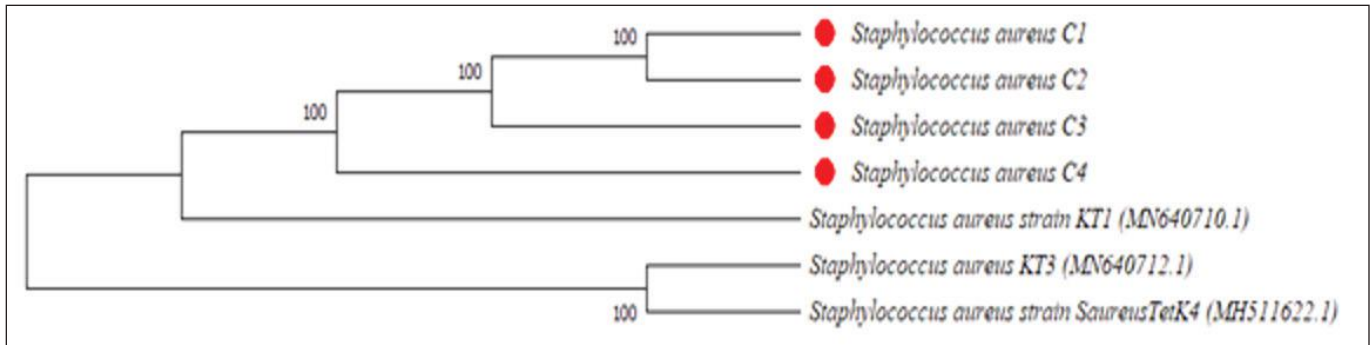 100
Staphylococcus aureus C1
100
Staphylococcus aureus C2
100
Staphylococcus aureus C3
Staphylococcus aureus C4
Staphylococcus aureus strain KT1 (MN640710.1)
Staphylococcus aureus KT3 (MN640712.1)
100
Staphylococcus aureus strain SaureusTetK4 (MH511622.1)